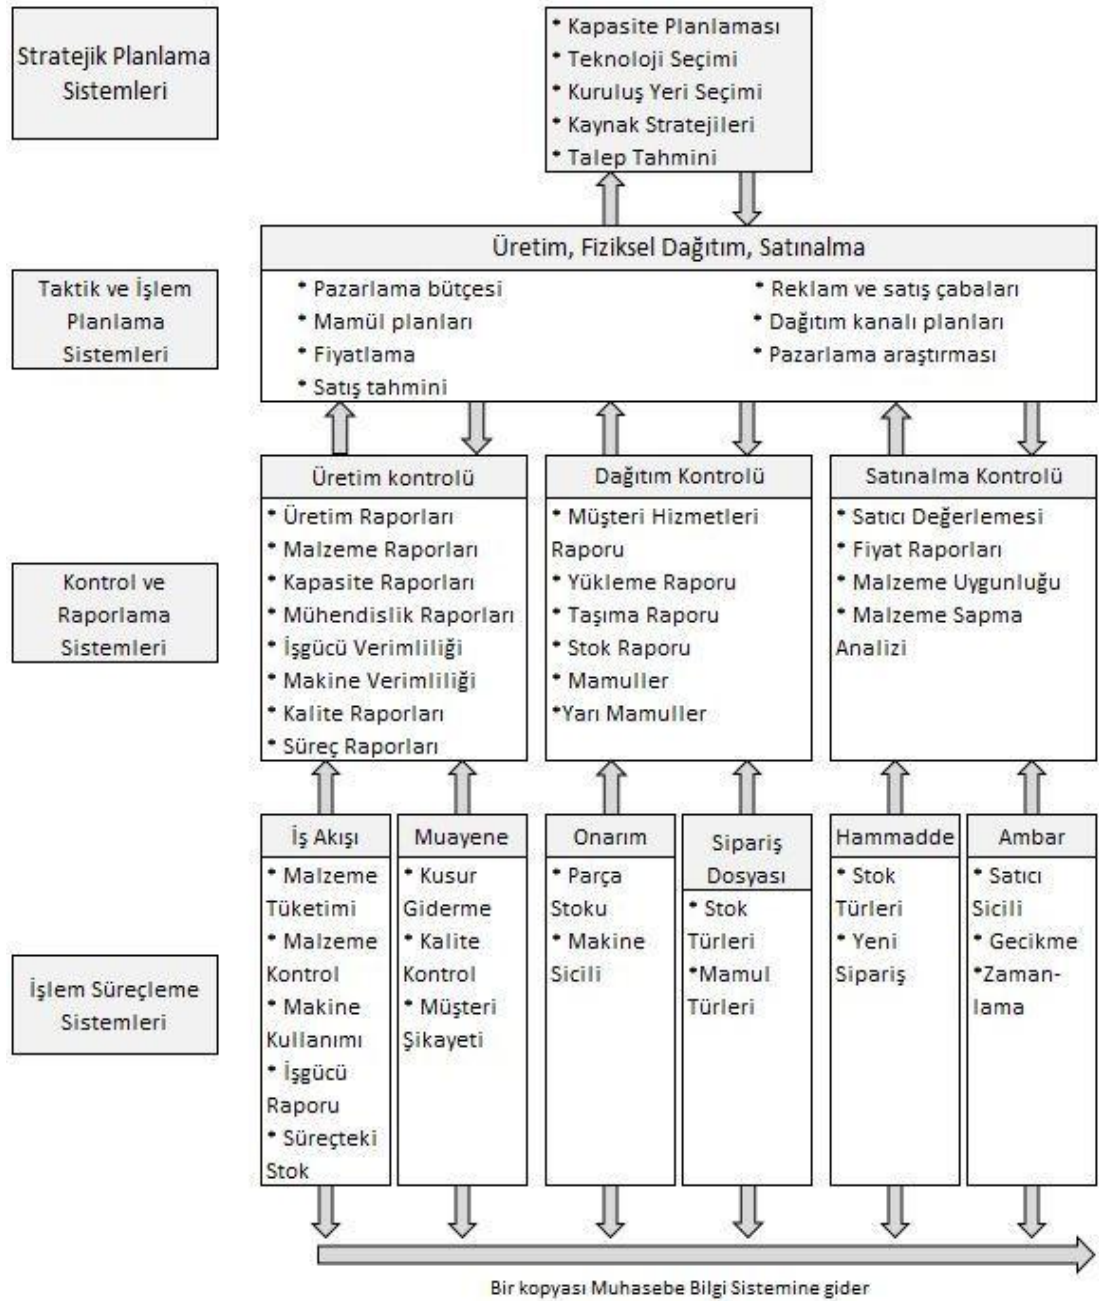 Stratejik Planlama
Sistemleri
* Kapasite Planlaması
* Teknoloji Seçimi
* Kuruluş Yeri Seçimi
* Kaynak Stratejileri
* Talep Tahmini
Taktik ve İşlem
Planlama
Sistemleri
Üretim, Fiziksel Dağıtım, Satınalma
* Pazarlama bütçesi
* Mamül planları
* Fiyatlama
* Satış tahmini
* Reklam ve satış çabaları
* Dağıtım kanalı planları
* Pazarlama araştırması
Kontrol ve
Raporlama
Sistemleri
Üretim kontrolü
* Üretim Raporları
* Malzeme Raporları
* Kapasite Raporları
* Mühendislik Raporları
* İşgücü Verimliliği
* Makine Verimliliği
* Kalite Raporları
* Süreç Raporları
Dağıtım Kontrolü
* Müşteri Hizmetleri
Raporu
* Yükleme Raporu
* Taşıma Raporu
* Stok Raporu
* Mamuller
*Yarı Mamuller
Satınalma Kontrolü
* Satıcı Değerlemesi
* Fiyat Raporları
* Malzeme Uygunluğu
* Malzeme Sapma
Analizi
İşlem Süreçleme
Sistemleri
İş Akışı
* Malzeme
Tüketimi
* Malzeme
Kontrol
* Makine
Kullanımı
* İşgücü
Raporu
* Süreçteki
Stok
Muayene
* Kusur
Giderme
* Kalite
Kontrol
* Müşteri
Şikayeti
Onarım
* Parça
Stoku
* Makine
Sicili
Sipariş
Dosyası
* Stok
Türleri
*Mamul
Türleri
Hammadde
* Stok
Türleri
* Yeni
Sipariş
Ambar
* Satıcı
Sicili
* Gecikme
*Zaman-
lama
Bir kopyası Muhasebe Bilgi Sistemine gider